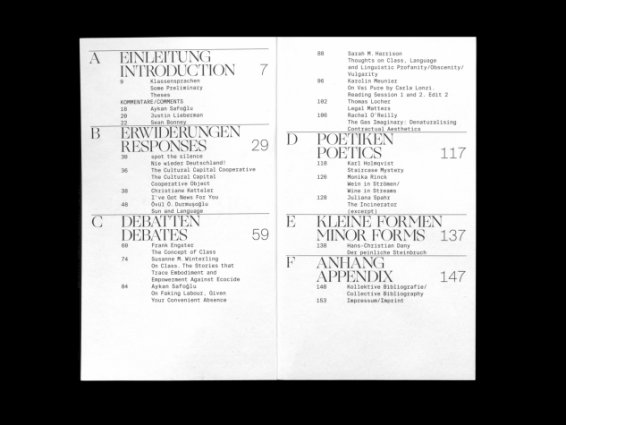 A EINLEITUNG
INTRODUCTION 7
9 Klassensprachen
Some Preliminary
Theses
KOMMENTARE/COMMENTS
18 Aykan Safoğlu
20 Justin Lieberman
22 Sean Bonney
B ERWIDERUNGEN
RESPONSES 29
30 spot the silence
Nie wieder Deutschland!
36 The Cultural Capital Cooperative
The Cultural Capital
Cooperative Object
38 Christiane Ketteler
I've Got News For You
48 Övül Ö. Durmuşoğlu
Sun and Language
C DEBATTEN
DEBATES 59
60 Frank Engster
The Concept of Class
74 Susanne M. Winterling
On Class. The Stories that
Trace Embodiment and
Empowerment Against Ecocide
84 Aykan Safoğlu
On Faking Labour, Given
Your Convenient Absence
88 Sarah M. Harrison
Thoughts on Class, Language
and Linguistic Profanity/Obscenity/
Vulgarity
96 Karolin Meunier
On Vai Pure by Carla Lonzi
Reading Session 1 and 2. Edit 2
102 Thomas Locher
Legal Matters
106 Rachel O'Reilly
The Gas Imaginary: Denaturalising
Contractual Aesthetics
D POETIKEN
POETICS 117
118 Karl Holmqvist
Staircase Mystery
120 Monika Rinck
Wein in Strömen/
Wine in Streams
128 Juliana Spahr
The Incinerator
(excerpt)
E KLEINE FORMEN
MINOR FORMS 137
138 Hans-Christian Dany
Der peinliche Steinbruch
F ANHANG
APPENDIX 147
148 Kollektive Bibliografie/
Collective Bibliography
153 Impressum/Imprint